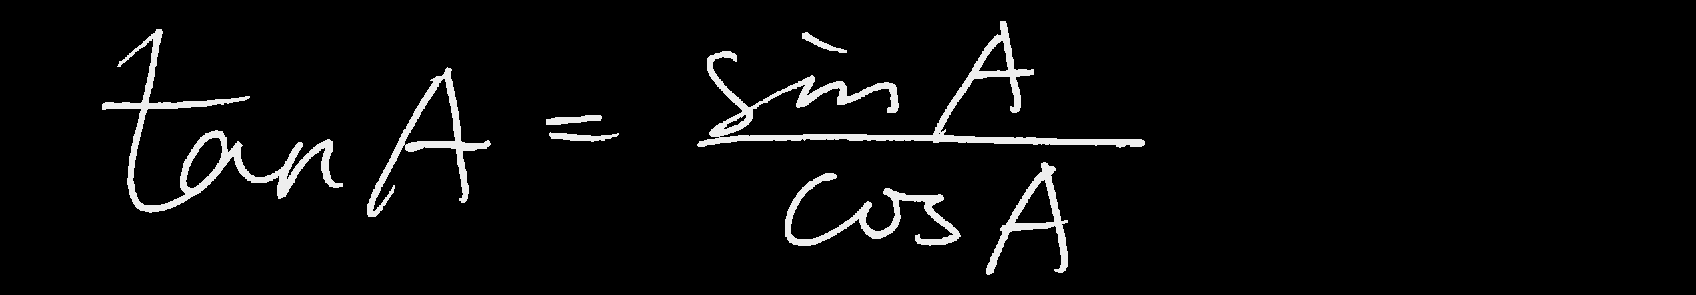 tan A = sin A / cos A